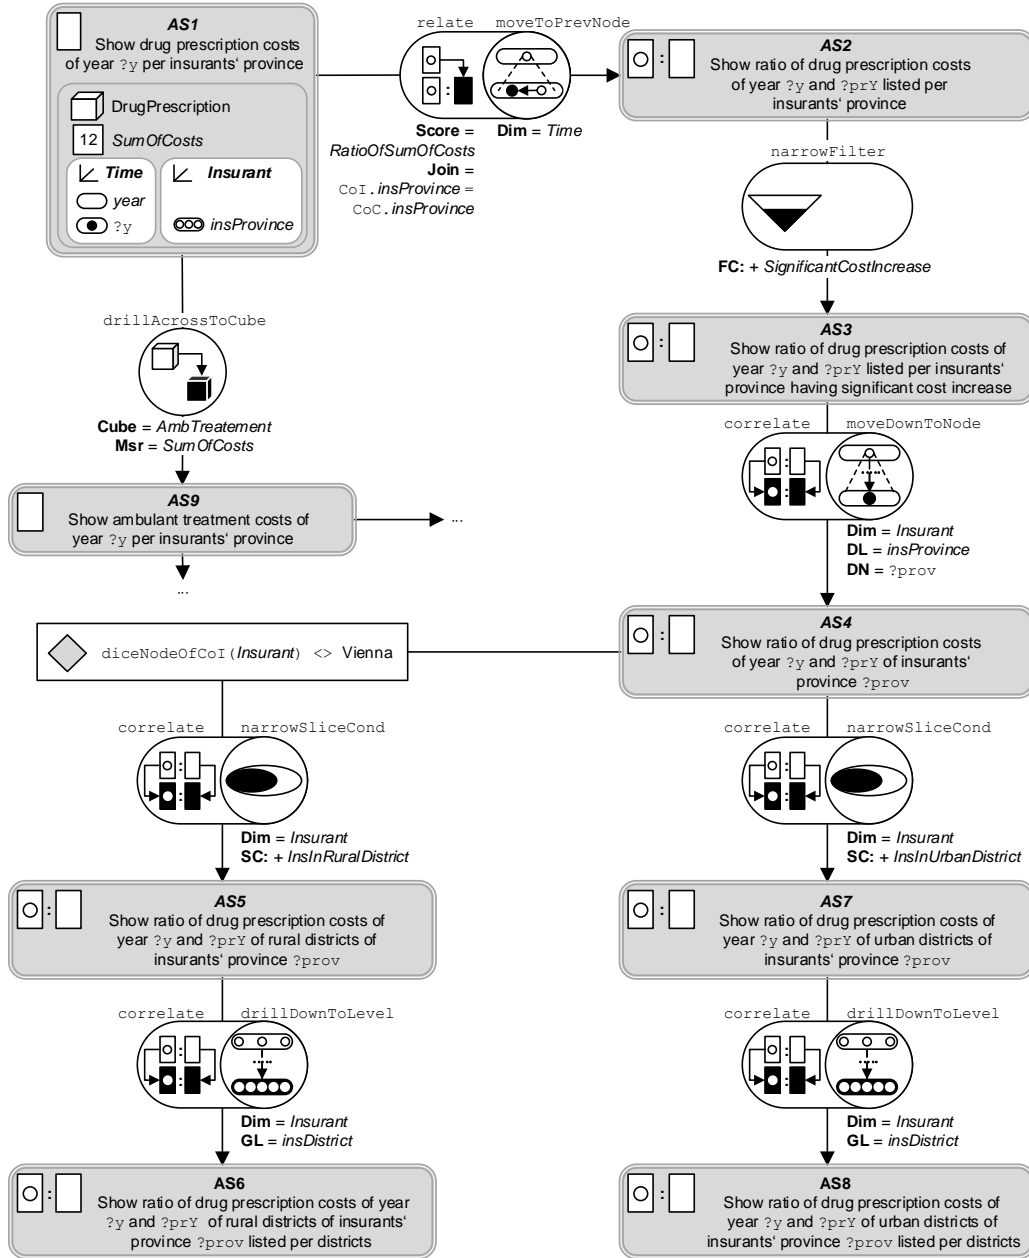 AS1
Show drug prescription costs
of year ?y per insurants‘ province
DrugPrescription
12 SumOfCosts
Time
year
?y
Insurant
insProvince
relate moveToPrevNode
:
Score =
RatioOfSumOfCosts
Join =
CoI.insProvince =
CoC.insProvince
Dim = Time
:
AS2
Show ratio of drug prescription costs
of year ?y and ?prY listed per
insurants‘ province
narrowFilter
FC: + SignificantCostIncrease
:
AS3
Show ratio of drug prescription costs of
year ?y and ?prY listed per insurants‘
province having significant cost increase
drillAcrossToCube
Cube = AmbTreatement
Msr = SumOfCosts
AS9
Show ambulant treatment costs of
year ?y per insurants‘ province
...
...
correlate moveDownToNode
:
:
Dim = Insurant
DL = insProvince
DN = ?prov
:
AS4
Show ratio of drug prescription costs
of year ?y and ?prY of insurants‘
province ?prov
diceNodeOfCoI(Insurant) <> Vienna
correlate narrowSliceCond
:
:
Dim = Insurant
SC: + InsInRuralDistrict
:
AS5
Show ratio of drug prescription costs of
year ?y and ?prY of rural districts of
insurants‘ province ?prov
correlate drillDownToLevel
:
:
Dim = Insurant
GL = insDistrict
:
AS6
Show ratio of drug prescription costs of year
?y and ?prY of rural districts of insurants‘
province ?prov listed per districts
correlate narrowSliceCond
:
:
Dim = Insurant
SC: + InsInUrbanDistrict
:
AS7
Show ratio of drug prescription costs of
year ?y and ?prY of urban districts of
insurants‘ province ?prov
correlate drillDownToLevel
:
:
Dim = Insurant
GL = insDistrict
:
AS8
Show ratio of drug prescription costs of
year ?y and ?prY of urban districts of
insurants‘ province ?prov listed per districts